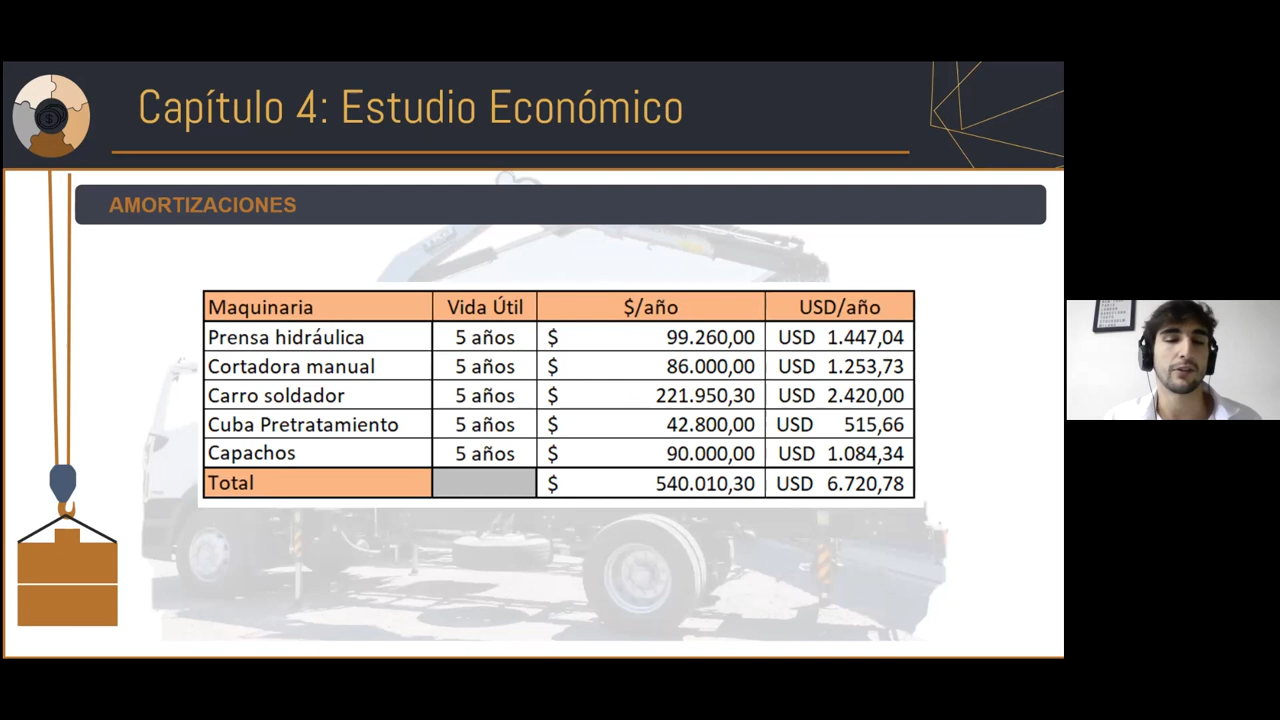 Capítulo 4: Estudio Económico
AMORTIZACIONES
Maquinaria Vida Útil $/año USD/año
Prensa hidráulica 5 años $ 99.260,00 USD 1.447,04
Cortadora manual 5 años $ 86.000,00 USD 1.253,73
Carro soldador 5 años $ 221.950,30 USD 2.420,00
Cuba Pretratamiento 5 años $ 42.800,00 USD 515,66
Capachos 5 años $ 90.000,00 USD 1.084,34
Total $ 540.010,30 USD 6.720,78